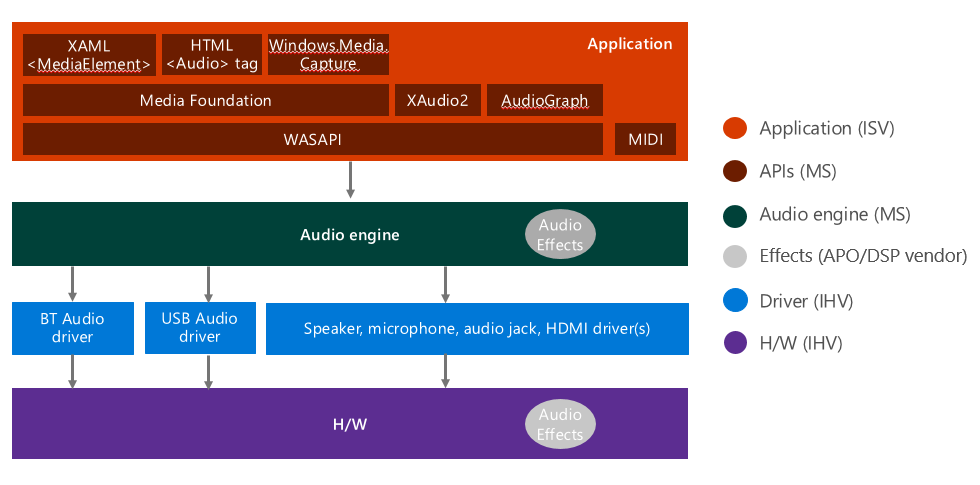 Application
XAML
<MediaElement>
HTML
<Audio> tag
Windows.Media.
Capture
Media Foundation
XAudio2
AudioGraph
WASAPI
MIDI
Audio engine
Audio
Effects
BT Audio
driver
USB Audio
driver
Speaker, microphone, audio jack, HDMI driver(s)
H/W
Audio
Effects
Application (ISV)
APIs (MS)
Audio engine (MS)
Effects (APO/DSP vendor)
Driver (IHV)
H/W (IHV)